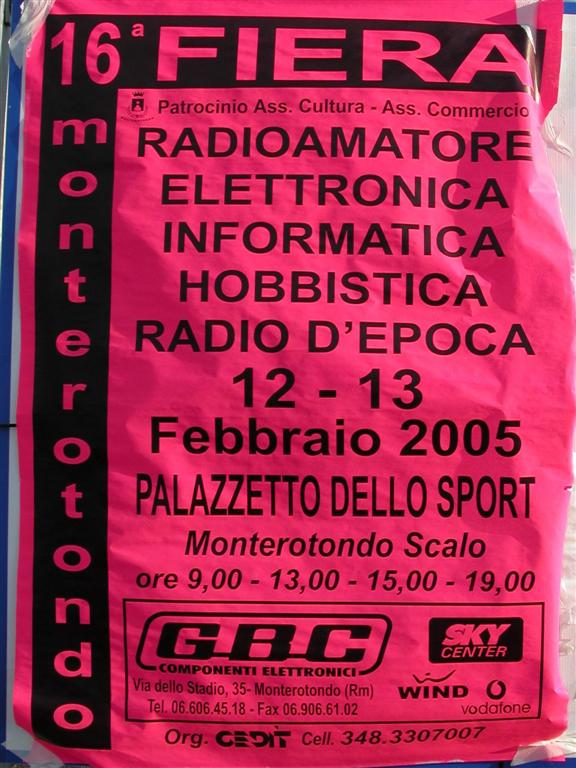 16ª FIERA
monterotondo
Patrocinio Ass. Cultura - Ass. Commercio
RADIOAMATORE
ELETTRONICA
INFORMATICA
HOBBISTICA
RADIO D'EPOCA
12 - 13
Febbraio 2005
PALAZZETTO DELLO SPORT
Monterotondo Scalo
ore 9,00 - 13,00 - 15,00 - 19,00
GBC
COMPONENTI ELETTRONICI
SKY
CENTER
Via dello Stadio, 35- Monterotondo (Rm)
Tel. 06.606.45.18 - Fax 06.906.61.02
WIND
vodafone
Org. CEDIT Cell. 348.3307007